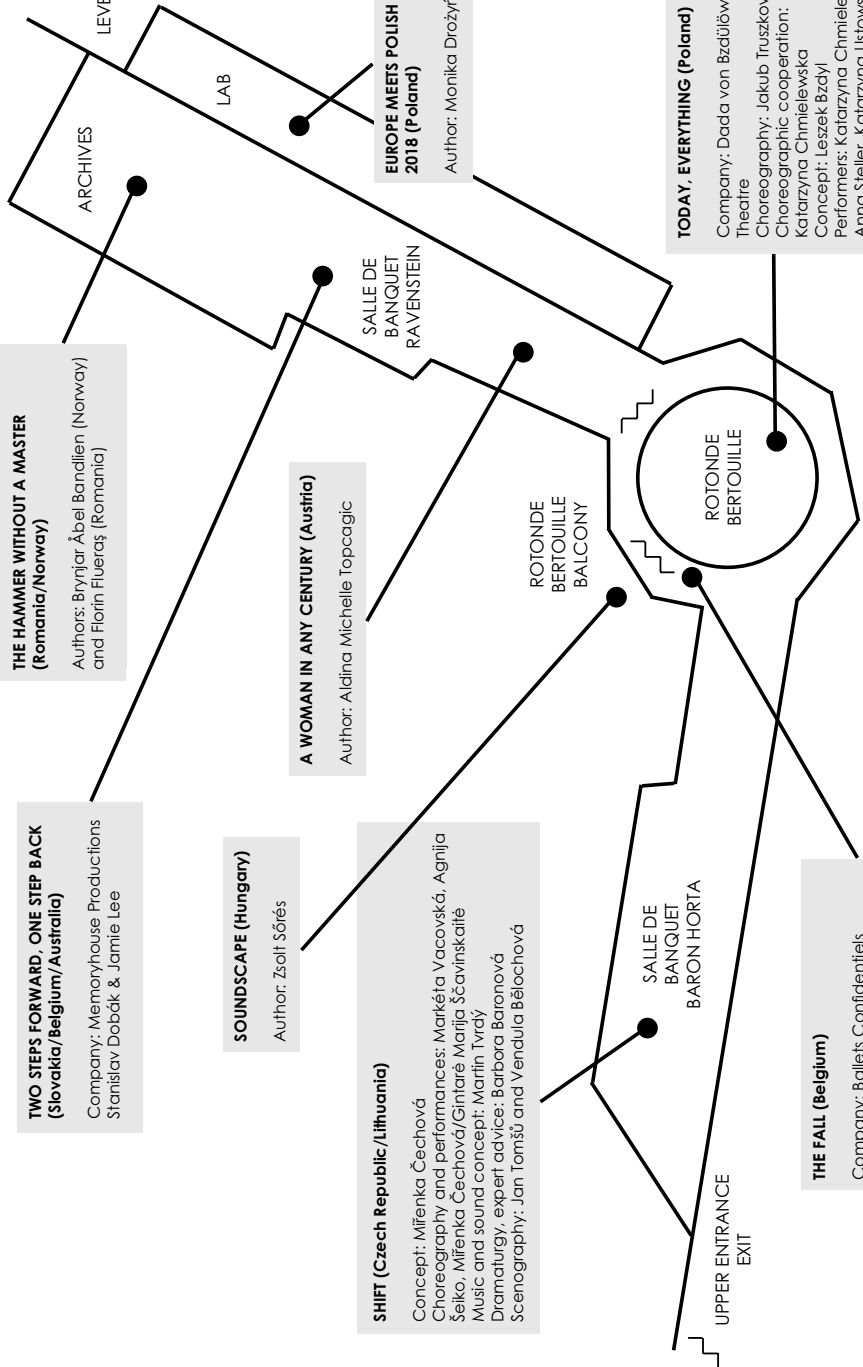 LEVE
ARCHIVES
LAB
SALLE DE
BANQUET
RAVENSTEIN
ROTONDE
BERTOUILLE
BALCONY
ROTONDE
BERTOUILLE
SALLE DE
BANQUET
BARON HORTA
UPPER ENTRANCE
EXIT
THE HAMMER WITHOUT A MASTER
(Romania/Norway)
Authors: Brynjar Åbel Bandlien (Norway)
and Florin Flueraş (Romania)
TWO STEPS FORWARD, ONE STEP BACK
(Slovakia/Belgium/Australia)
Company: Memoryhouse Productions
Stanislav Dobák & Jamie Lee
A WOMAN IN ANY CENTURY (Austria)
Author: Aldina Michelle Topcagic
SOUNDSCAPE (Hungary)
Author: Zsolt Sőrés
SHIFT (Czech Republic/Lithuania)
Concept: Miřenka Čechová
Choreography and performances: Markéta Vacovská, Agnija
Šeiko, Miřenka Čechová/Gintarė Marija Ščavinskaitė
Music and sound concept: Martin Tvrdý
Dramaturgy, expert advice: Barbora Baronová
Scenography: Jan Tomšů and Vendula Bělochová
EUROPE MEETS POLISH
2018 (Poland)
Author: Monika Drożyń
TODAY, EVERYTHING (Poland)
Company: Dada von Bzdülöw
Theatre
Choreography: Jakub Truszkow
Choreographic cooperation:
Katarzyna Chmielewska
Concept: Leszek Bzdyl
Performers: Katarzyna Chmiele
Anna Steller, Katarzyna Ustows
THE FALL (Belgium)
Company: Ballets Confidentiels